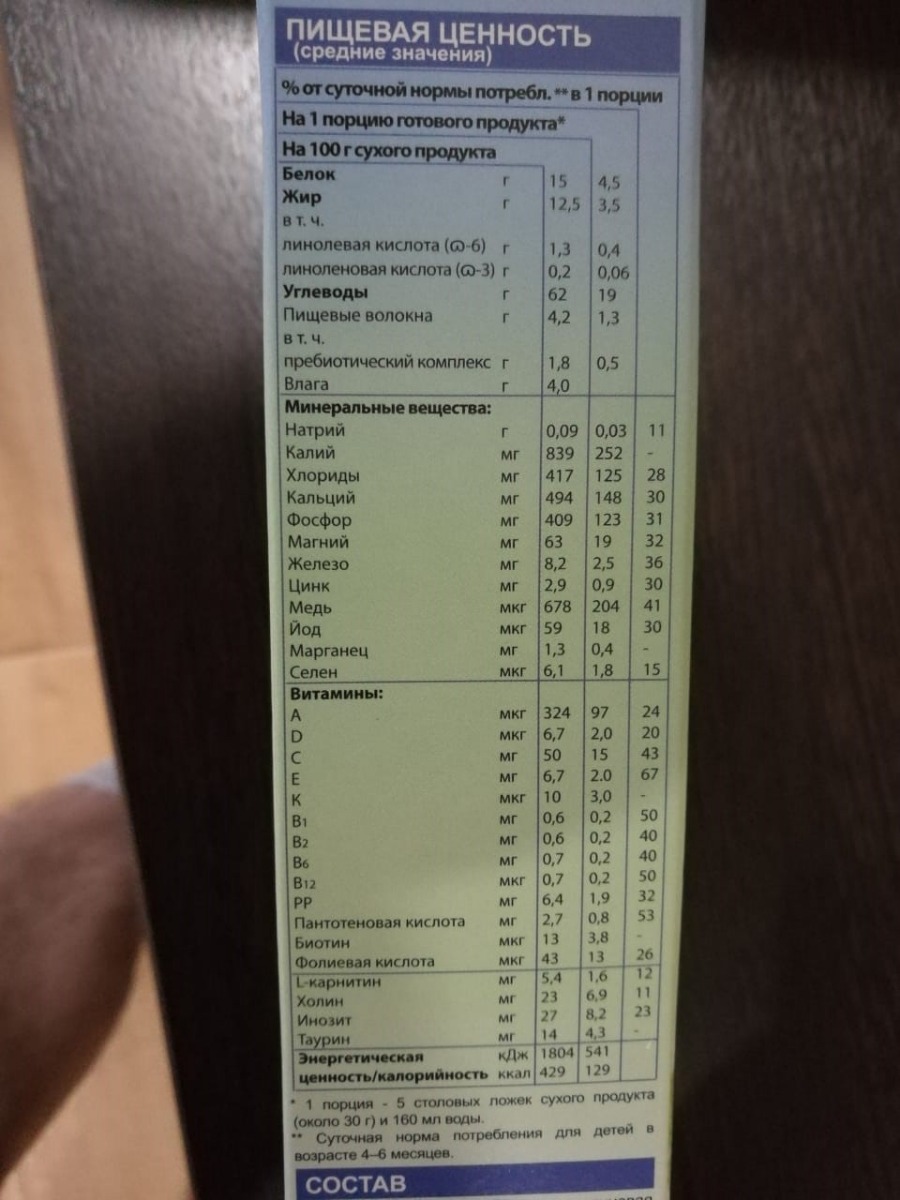 ПИЩЕВАЯ ЦЕННОСТЬ
(средние значения)
% от суточной нормы потребл. ** в 1 порции
На 1 порцию готового продукта*
На 100 г сухого продукта
Белок г 15 4,5
Жир г 12,5 3,5
в т. ч.
линолевая кислота (ω-6) г 1,3 0,4
линоленовая кислота (ω-3) г 0,2 0,06
Углеводы г 62 19
Пищевые волокна г 4,2 1,3
в т. ч.
пребиотический комплекс г 1,8 0,5
Влага г 4,0
Минеральные вещества:
Натрий г 0,09 0,03 11
Калий мг 839 252 -
Хлориды мг 417 125 28
Кальций мг 494 148 30
Фосфор мг 409 123 31
Магний мг 63 19 32
Железо мг 8,2 2,5 36
Цинк мг 2,9 0,9 30
Медь мкг 678 204 41
Йод мкг 59 18 30
Марганец мг 1,3 0,4 -
Селен мкг 6,1 1,8 15
Витамины:
A мкг 324 97 24
D мкг 6,7 2,0 20
C мг 50 15 43
E мг 6,7 2.0 67
K мкг 10 3,0 -
B1 мг 0,6 0,2 50
B2 мг 0,6 0,2 40
B6 мг 0,7 0,2 40
B12 мкг 0,7 0,2 50
PP мг 6,4 1,9 32
Пантотеновая кислота мг 2,7 0,8 53
Биотин мкг 13 3,8 -
Фолиевая кислота мкг 43 13 26
L-карнитин мг 5,4 1,6 12
Холин мг 23 6,9 11
Инозит мг 27 8,2 23
Таурин мг 14 4,3 -
Энергетическая кДж 1804 541
ценность/калорийность ккал 429 129
* 1 порция - 5 столовых ложек сухого продукта
(около 30 г) и 160 мл воды.
** Суточная норма потребления для детей в
возрасте 4–6 месяцев.
СОСТАВ